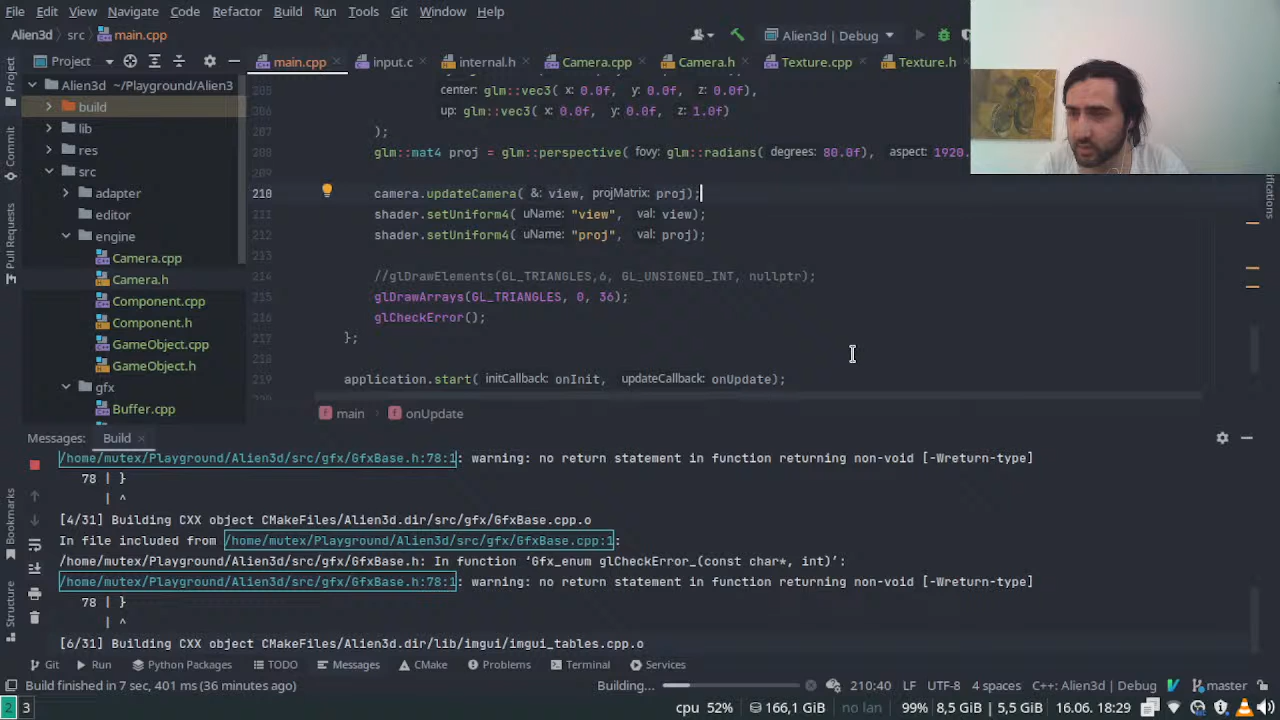 File Edit View Navigate Code Refactor Build Run Tools Git Window Help
Alien3d src main.cpp
Alien3d | Debug
Project
main.cpp input.c internal.h Camera.cpp Camera.h Texture.cpp Texture.h
Alien3d ~/Playground/Alien3
build
lib
res
src
adapter
editor
engine
Camera.cpp
Camera.h
Component.cpp
Component.h
GameObject.cpp
GameObject.h
gfx
Buffer.cpp
205 center: glm::vec3( x: 0.0f, y: 0.0f, z: 0.0f),
206 up: glm::vec3( x: 0.0f, y: 0.0f, z: 1.0f)
207 );
208 glm::mat4 proj = glm::perspective( fovy: glm::radians( degrees: 80.0f), aspect: 1920.
209
210 camera.updateCamera( &: view, projMatrix: proj);
211 shader.setUniform4( uName: "view", val: view);
212 shader.setUniform4( uName: "proj", val: proj);
213
214 //glDrawElements(GL_TRIANGLES,6, GL_UNSIGNED_INT, nullptr);
215 glDrawArrays(GL_TRIANGLES, 0, 36);
216 glCheckError();
217 };
218
219 application.start( initCallback: onInit, updateCallback: onUpdate);
main onUpdate
Project
Commit
Pull Requests
Bookmarks
Structure
Messages: Build
/home/mutex/Playground/Alien3d/src/gfx/GfxBase.h:78:1: warning: no return statement in function returning non-void [-Wreturn-type]
78 | }
| ^
[4/31] Building CXX object CMakeFiles/Alien3d.dir/src/gfx/GfxBase.cpp.o
In file included from /home/mutex/Playground/Alien3d/src/gfx/GfxBase.cpp:1:
/home/mutex/Playground/Alien3d/src/gfx/GfxBase.h: In function ‘Gfx_enum glCheckError_(const char*, int)’:
/home/mutex/Playground/Alien3d/src/gfx/GfxBase.h:78:1: warning: no return statement in function returning non-void [-Wreturn-type]
78 | }
| ^
[6/31] Building CXX object CMakeFiles/Alien3d.dir/lib/imgui/imgui_tables.cpp.o
Git Run Python Packages TODO Messages CMake Problems Terminal Services
Build finished in 7 sec, 401 ms (36 minutes ago) Building... 210:40 LF UTF-8 4 spaces C++: Alien3d | Debug master
2 3 cpu 52% 166,1 GiB no lan 99% 8,5 GiB | 5,5 GiB 16.06. 18:29